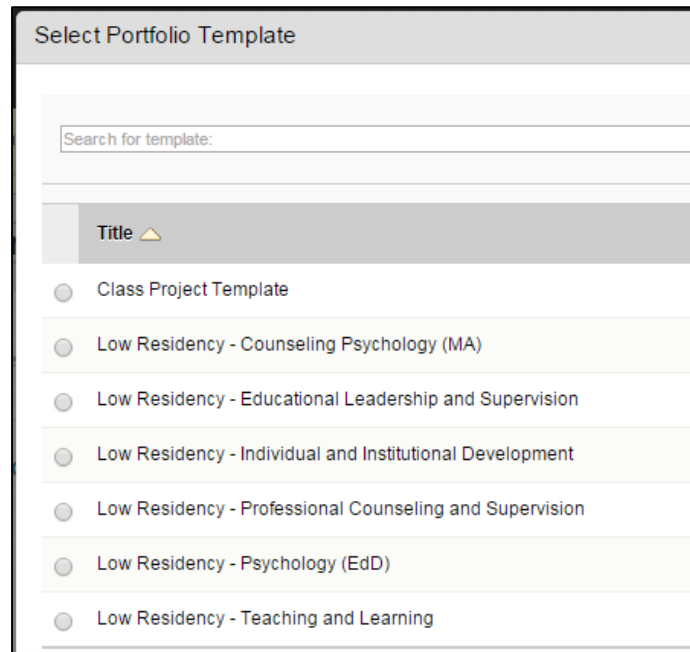 Select Portfolio Template
Search for template:
Title
Class Project Template
Low Residency - Counseling Psychology (MA)
Low Residency - Educational Leadership and Supervision
Low Residency - Individual and Institutional Development
Low Residency - Professional Counseling and Supervision
Low Residency - Psychology (EdD)
Low Residency - Teaching and Learning